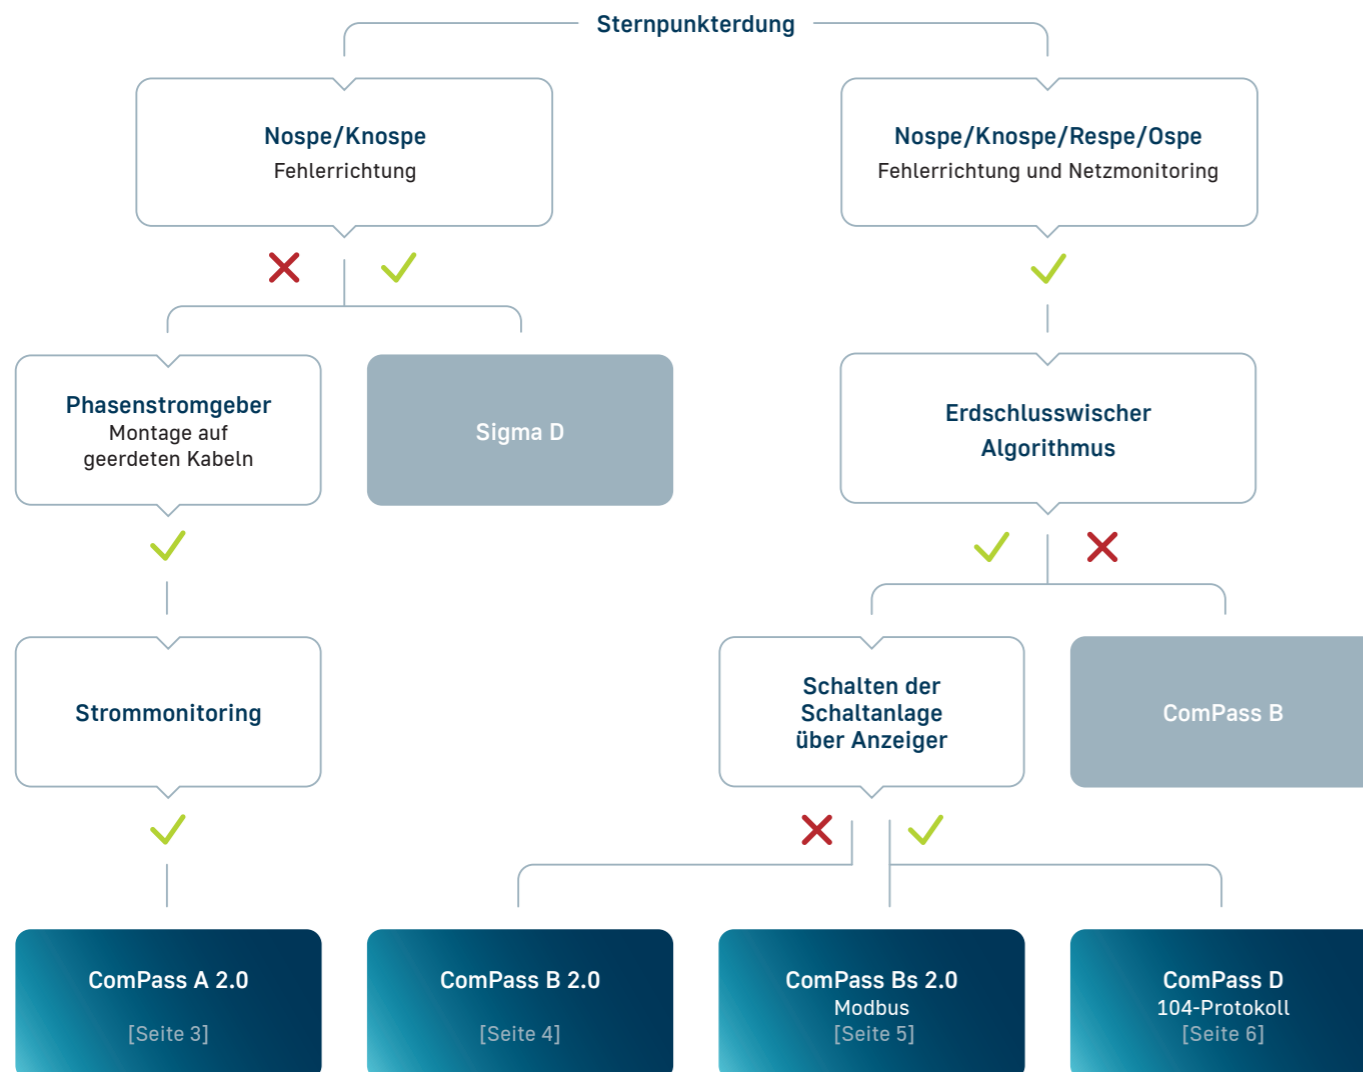 Sternpunkterdung
Nospe/Knospe
Fehlerrichtung
Nospe/Knospe/Respe/Ospe
Fehlerrichtung und Netzmonitoring
Phasenstromgeber
Montage auf
geerdeten Kabeln
Sigma D
Erdschlusswischer
Algorithmus
Strommonitoring
Schalten der
Schaltanlage
über Anzeiger
ComPass B
ComPass A 2.0
[Seite 3]
ComPass B 2.0
[Seite 4]
ComPass Bs 2.0
Modbus
[Seite 5]
ComPass D
104-Protokoll
[Seite 6]